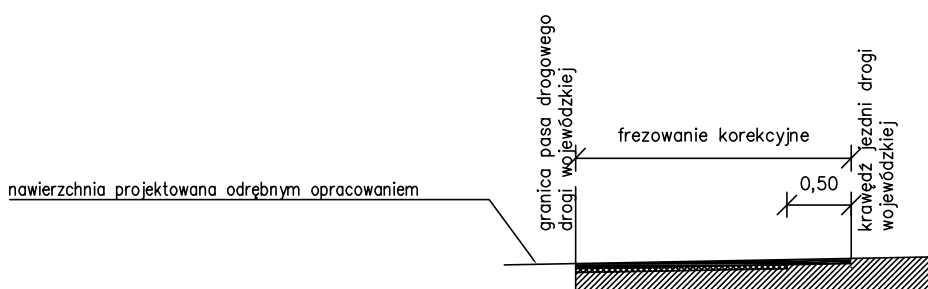 granica pasa drogowego
drogi wojewódzkiej
frezowanie korekcyjne
krawędź jezdni drogi
wojewódzkiej
0,50
nawierzchnia projektowana odrębnym opracowaniem